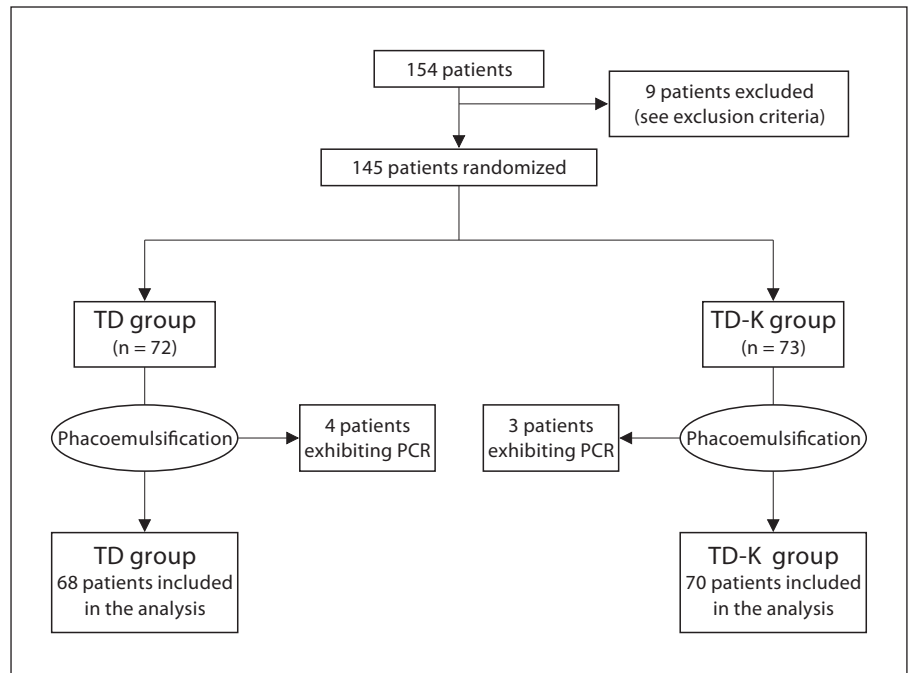 154 patients
9 patients excluded
(see exclusion criteria)
145 patients randomized
TD group
(n = 72)
TD-K group
(n = 73)
Phacoemulsification
4 patients
exhibiting PCR
3 patients
exhibiting PCR
Phacoemulsification
TD group
68 patients included
in the analysis
TD-K group
70 patients included
in the analysis